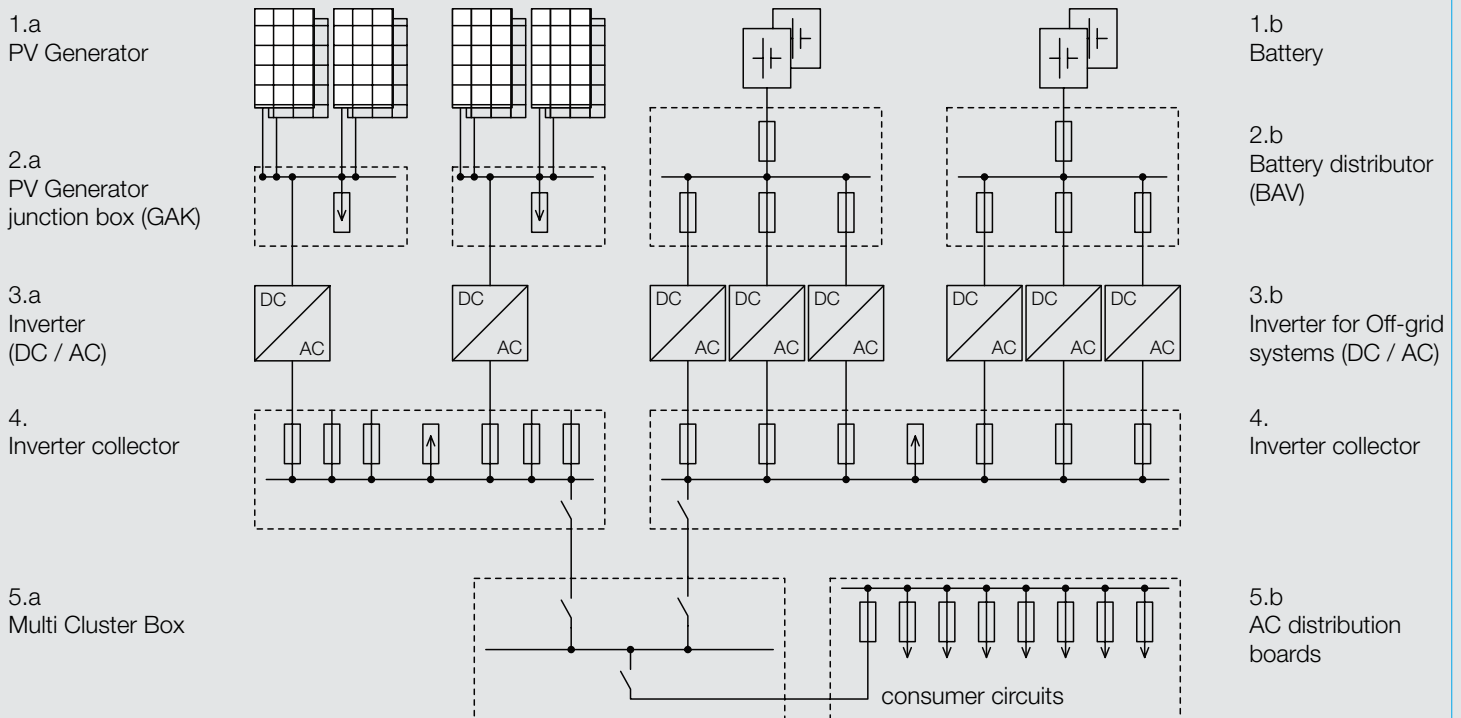 1.a
PV Generator
1.b
Battery
2.a
PV Generator
junction box (GAK)
2.b
Battery distributor
(BAV)
3.a
Inverter
(DC / AC)
DC
AC
DC
AC
DC
AC
DC
AC
DC
AC
DC
AC
DC
AC
DC
AC
3.b
Inverter for Off-grid
systems (DC / AC)
4.
Inverter collector
4.
Inverter collector
5.a
Multi Cluster Box
consumer circuits
5.b
AC distribution
boards